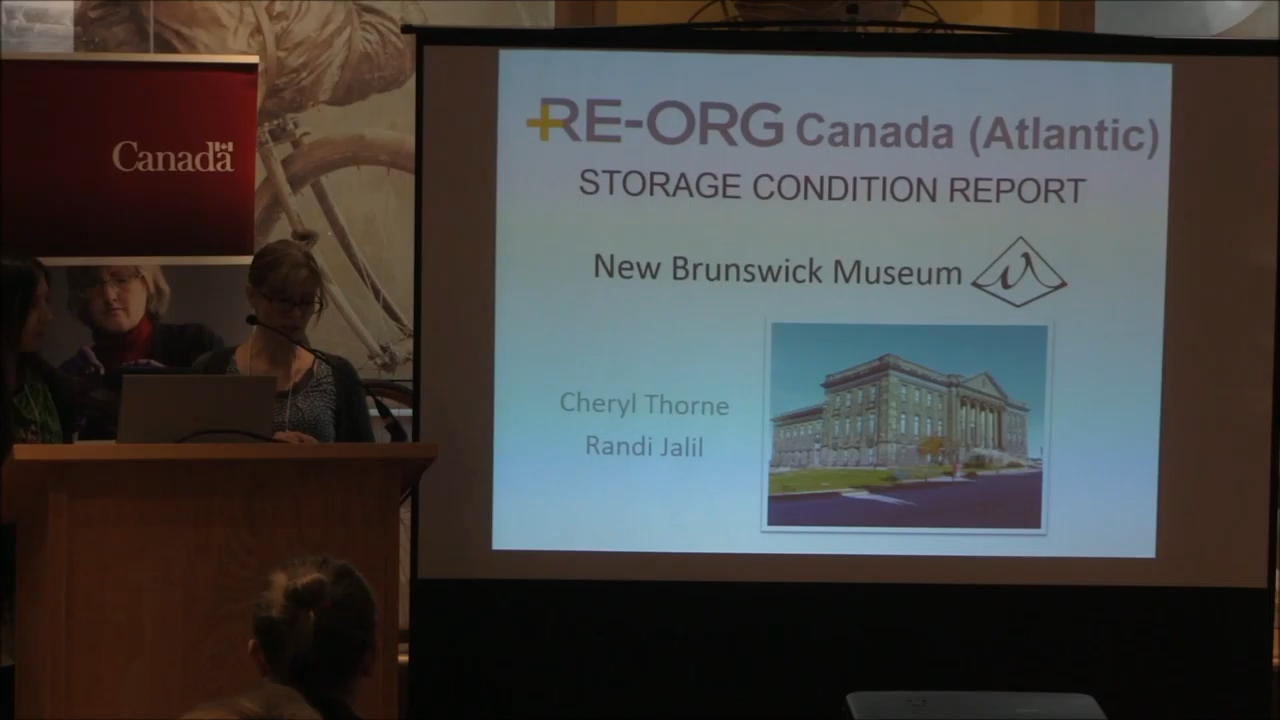 Canada
+RE-ORG Canada (Atlantic)
STORAGE CONDITION REPORT
New Brunswick Museum
Cheryl Thorne
Randi Jalil